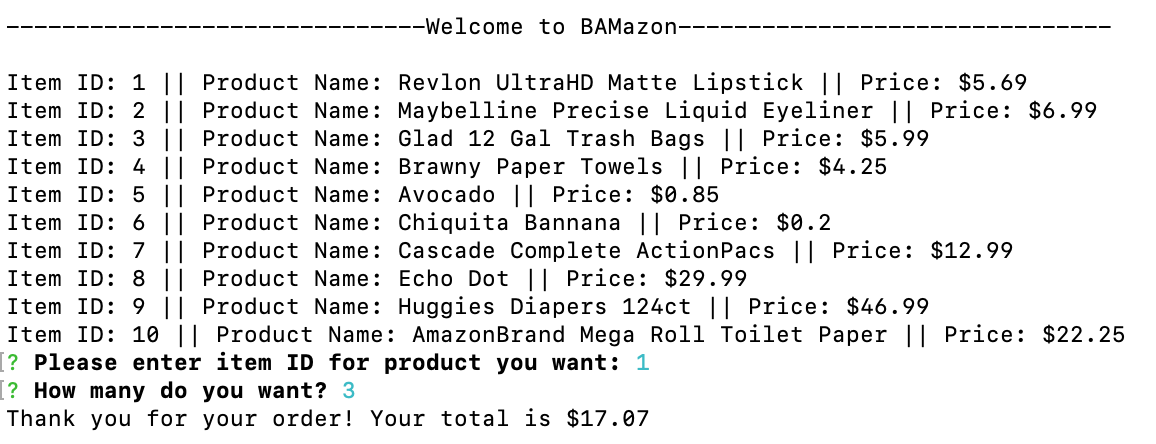 ------------------------------Welcome to BAMazon-------------------------------
Item ID: 1 || Product Name: Revlon UltraHD Matte Lipstick || Price: $5.69
Item ID: 2 || Product Name: Maybelline Precise Liquid Eyeliner || Price: $6.99
Item ID: 3 || Product Name: Glad 12 Gal Trash Bags || Price: $5.99
Item ID: 4 || Product Name: Brawny Paper Towels || Price: $4.25
Item ID: 5 || Product Name: Avocado || Price: $0.85
Item ID: 6 || Product Name: Chiquita Bannana || Price: $0.2
Item ID: 7 || Product Name: Cascade Complete ActionPacs || Price: $12.99
Item ID: 8 || Product Name: Echo Dot || Price: $29.99
Item ID: 9 || Product Name: Huggies Diapers 124ct || Price: $46.99
Item ID: 10 || Product Name: AmazonBrand Mega Roll Toilet Paper || Price: $22.25
[? Please enter item ID for product you want: 1
[? How many do you want? 3
Thank you for your order! Your total is $17.07